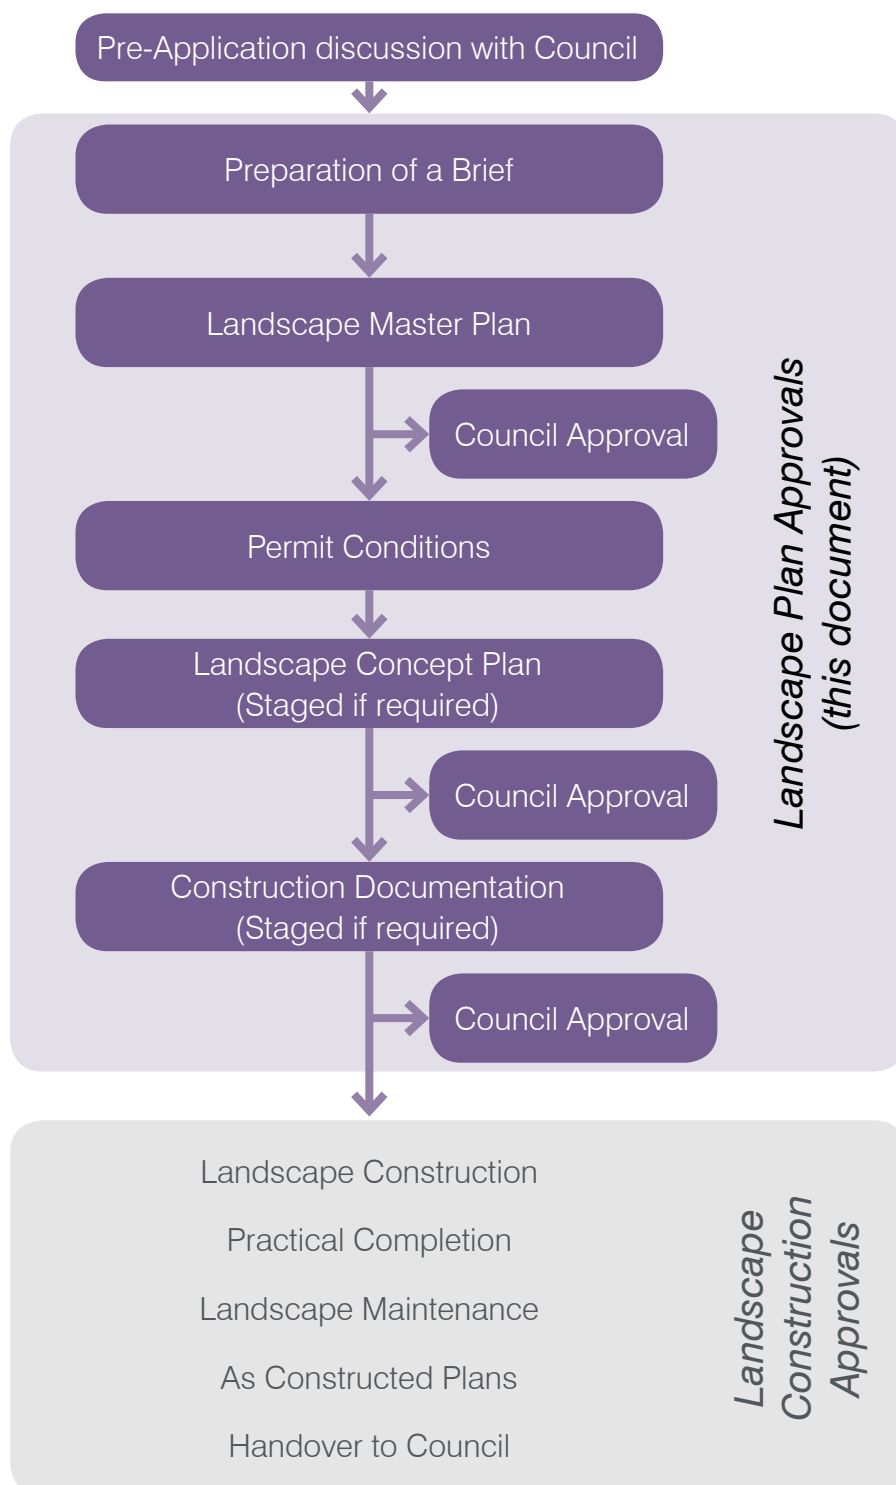 Pre-Application discussion with Council
Preparation of a Brief
Landscape Master Plan
Council Approval
Permit Conditions
Landscape Concept Plan
(Staged if required)
Council Approval
Construction Documentation
(Staged if required)
Council Approval
Landscape Plan Approvals
(this document)
Landscape Construction
Practical Completion
Landscape Maintenance
As Constructed Plans
Handover to Council
Landscape
Construction
Approvals